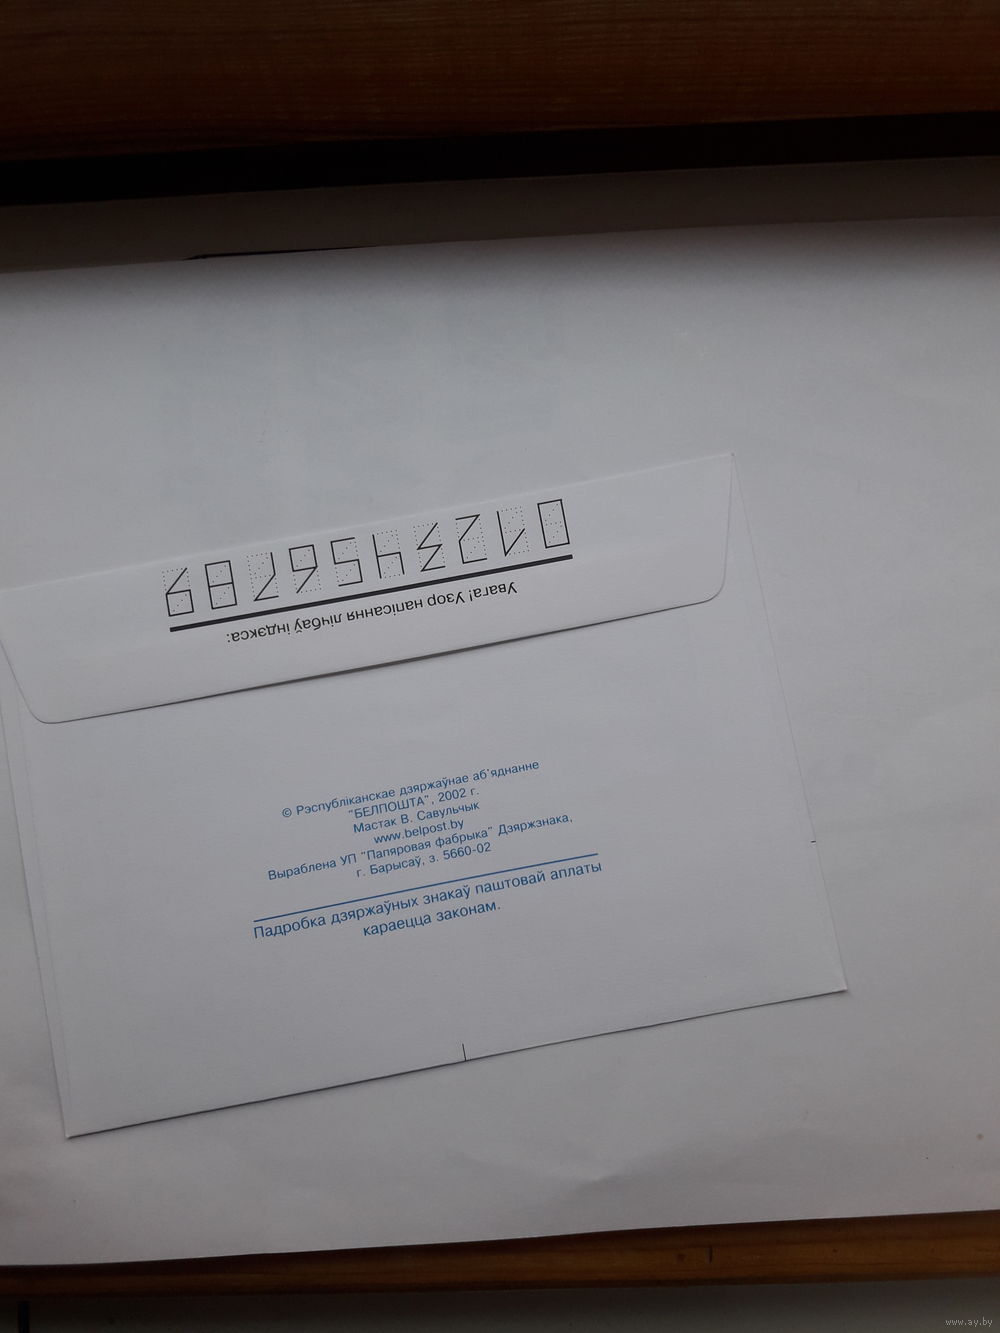 Увага! Узор напісання лічбаў індэкса:
0123456789
© Рэспубліканскае дзяржаўнае аб'яднанне
"БЕЛПОШТА", 2002 г.
Мастак В. Савульчык
www.belpost.by
Выраблена УП "Папяровая фабрыка" Дзяржзнака,
г. Барысаў, з. 5660-02
Падробка дзяржаўных знакаў паштовай аплаты
караецца законам.
www.ay.by